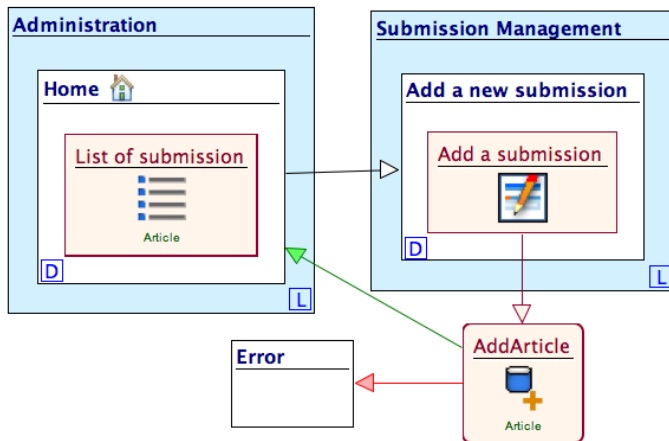 Administration
Home
List of submission
Article
D
L
Submission Management
Add a new submission
Add a submission
D
L
AddArticle
Article
Error